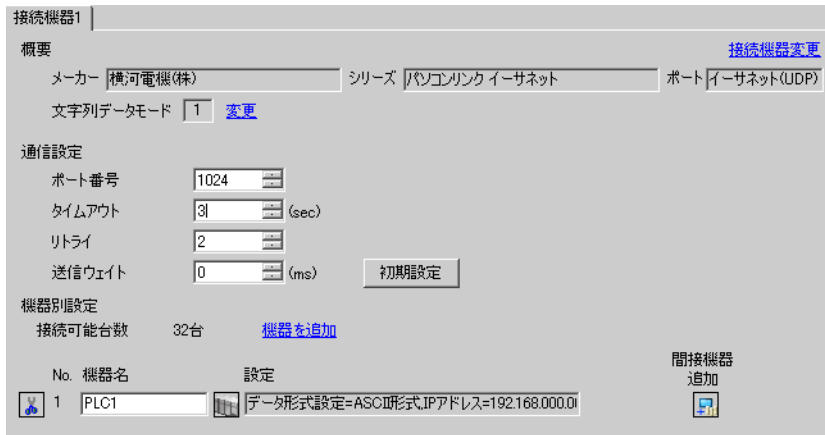 接続機器1
概要 接続機器変更
メーカー 横河電機(株) シリーズ パソコンリンク イーサネット ポート イーサネット(UDP)
文字列データモード 1 変更
通信設定
ポート番号 1024
タイムアウト 3 (sec)
リトライ 2
送信ウェイト 0 (ms) 初期設定
機器別設定
接続可能台数 32台 機器を追加
間接機器
No. 機器名 設定 追加
1 PLC1 データ形式設定=ASCII形式,IPアドレス=192.168.000.0